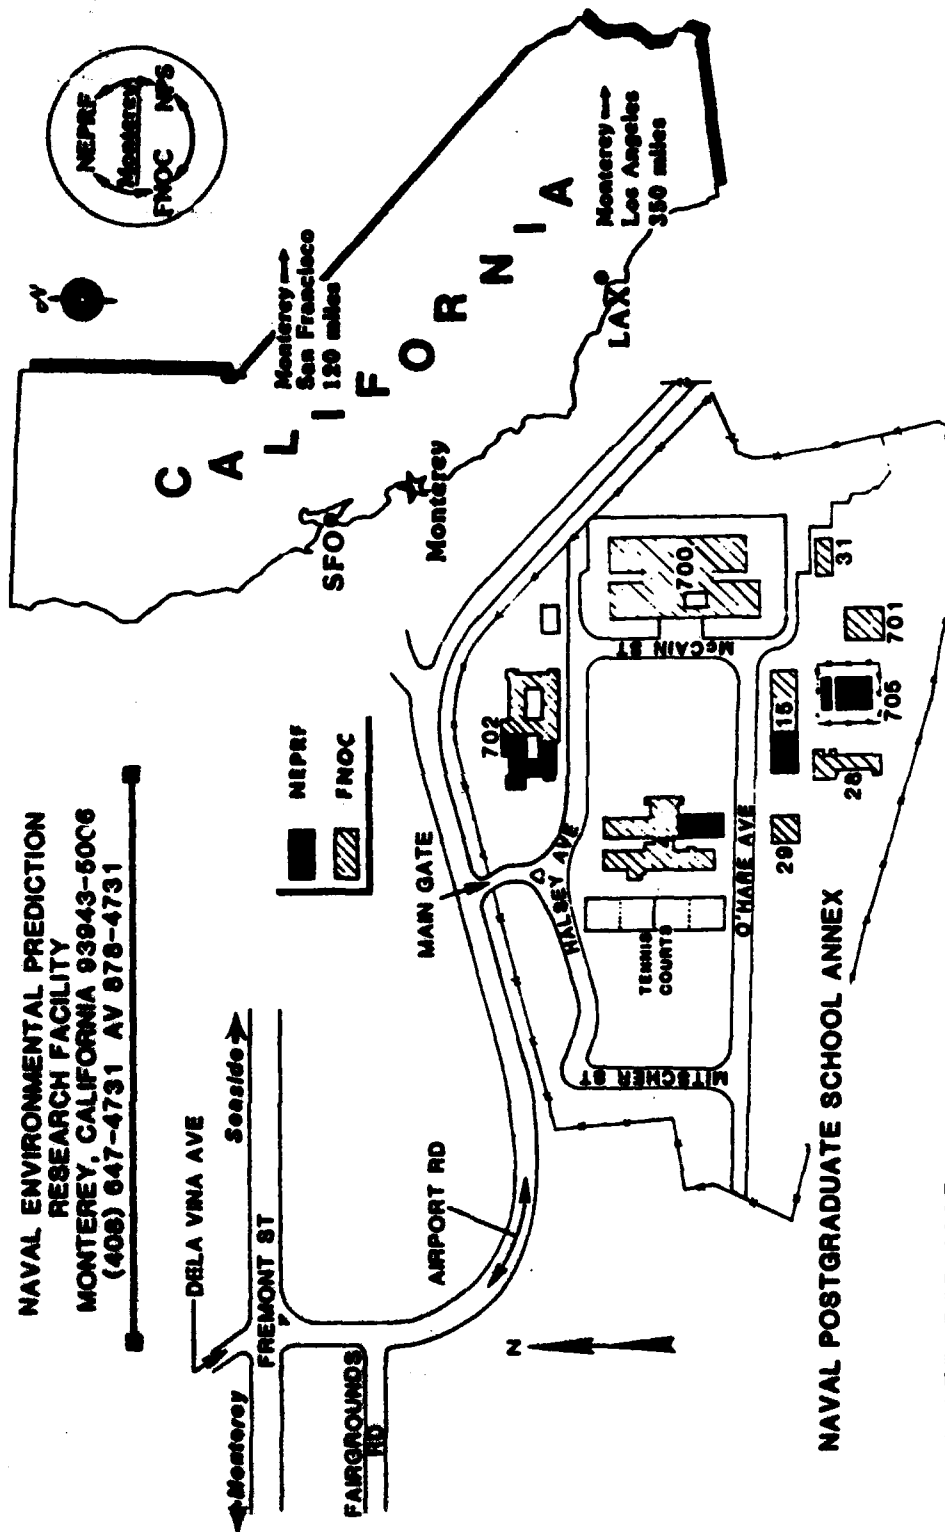 NAVAL ENVIRONMENTAL PREDICTION
RESEARCH FACILITY
MONTEREY, CALIFORNIA 93943-5006
(408) 647-4731 AV 878-4731
N
NEPRF
Monterey
FNOC NPS
CALIFORNIA
Monterey→
San Francisco
120 miles
Monterey→
Los Angeles
350 miles
SFO
Monterey
LAX
NEPRF
FNOC
DELA VINA AVE
Monterey
Seaside
FREMONT ST
FAIRGROUNDS
RD
AIRPORT RD
MAIN GATE
N
702
HALSEY AVE
TENNIS
COURTS
4
McCAIN ST
700
MITSCHER ST
O'HARE AVE
29
15
31
28
705
701
NAVAL POSTGRADUATE SCHOOL ANNEX